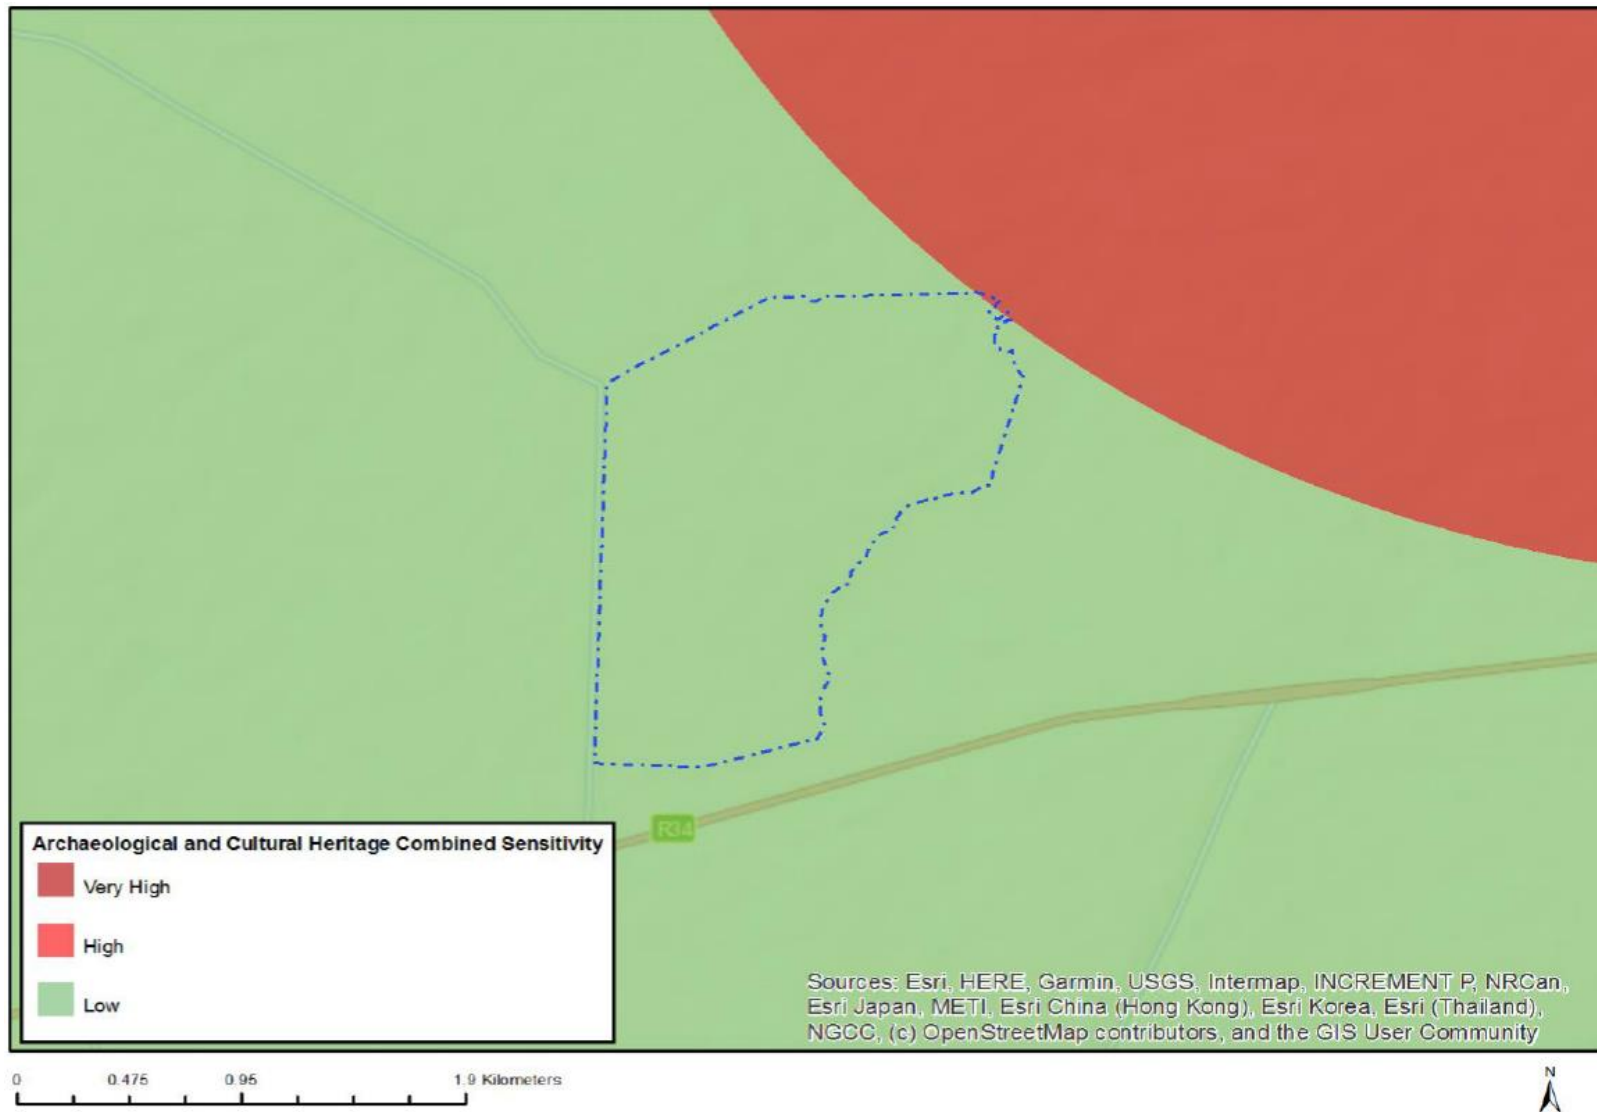 R34
Archaeological and Cultural Heritage Combined Sensitivity
Very High
High
Low
Sources: Esri, HERE, Garmin, USGS, Intermap, INCREMENT P, NRCan,
Esri Japan, METI, Esri China (Hong Kong), Esri Korea, Esri (Thailand),
NGCC, (c) OpenStreetMap contributors, and the GIS User Community
0 0.475 0.95 1.9 Kilometers
N